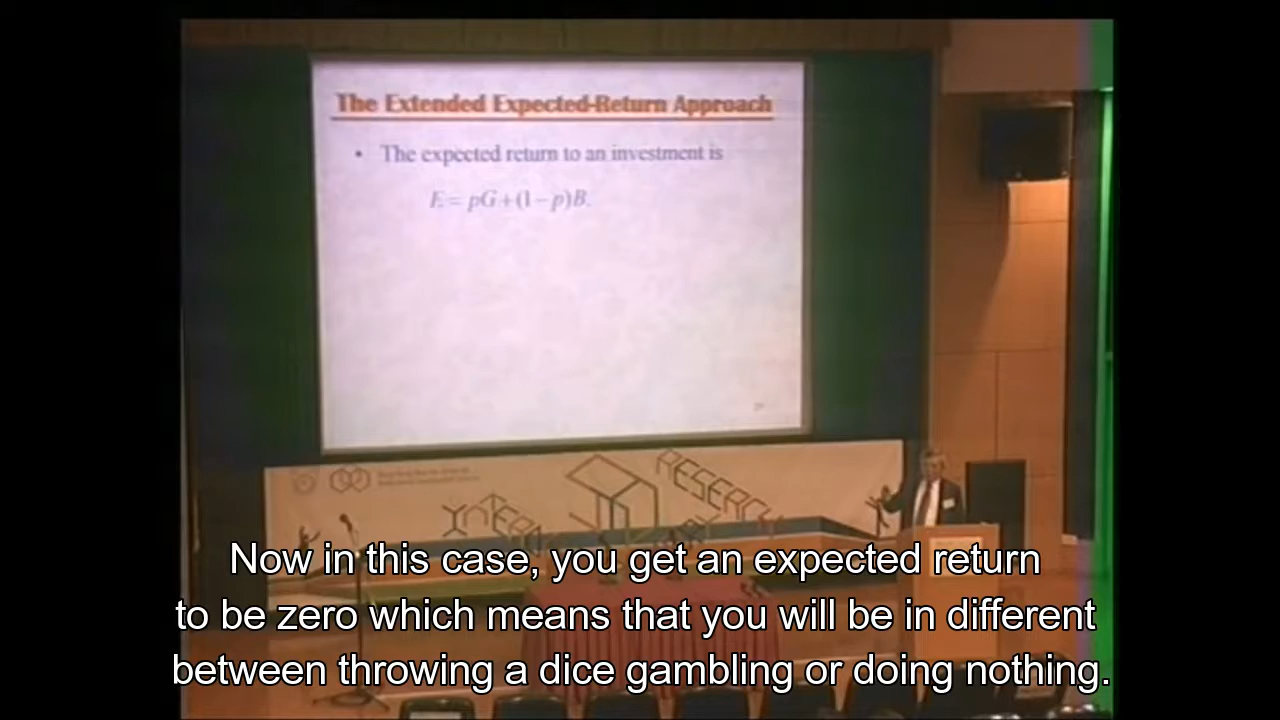 The Extended Expected-Return Approach
• The expected return to an investment is
E = pG+(1−p)B.
RESERCH
Now in this case, you get an expected return
to be zero which means that you will be in different
between throwing a dice gambling or doing nothing.